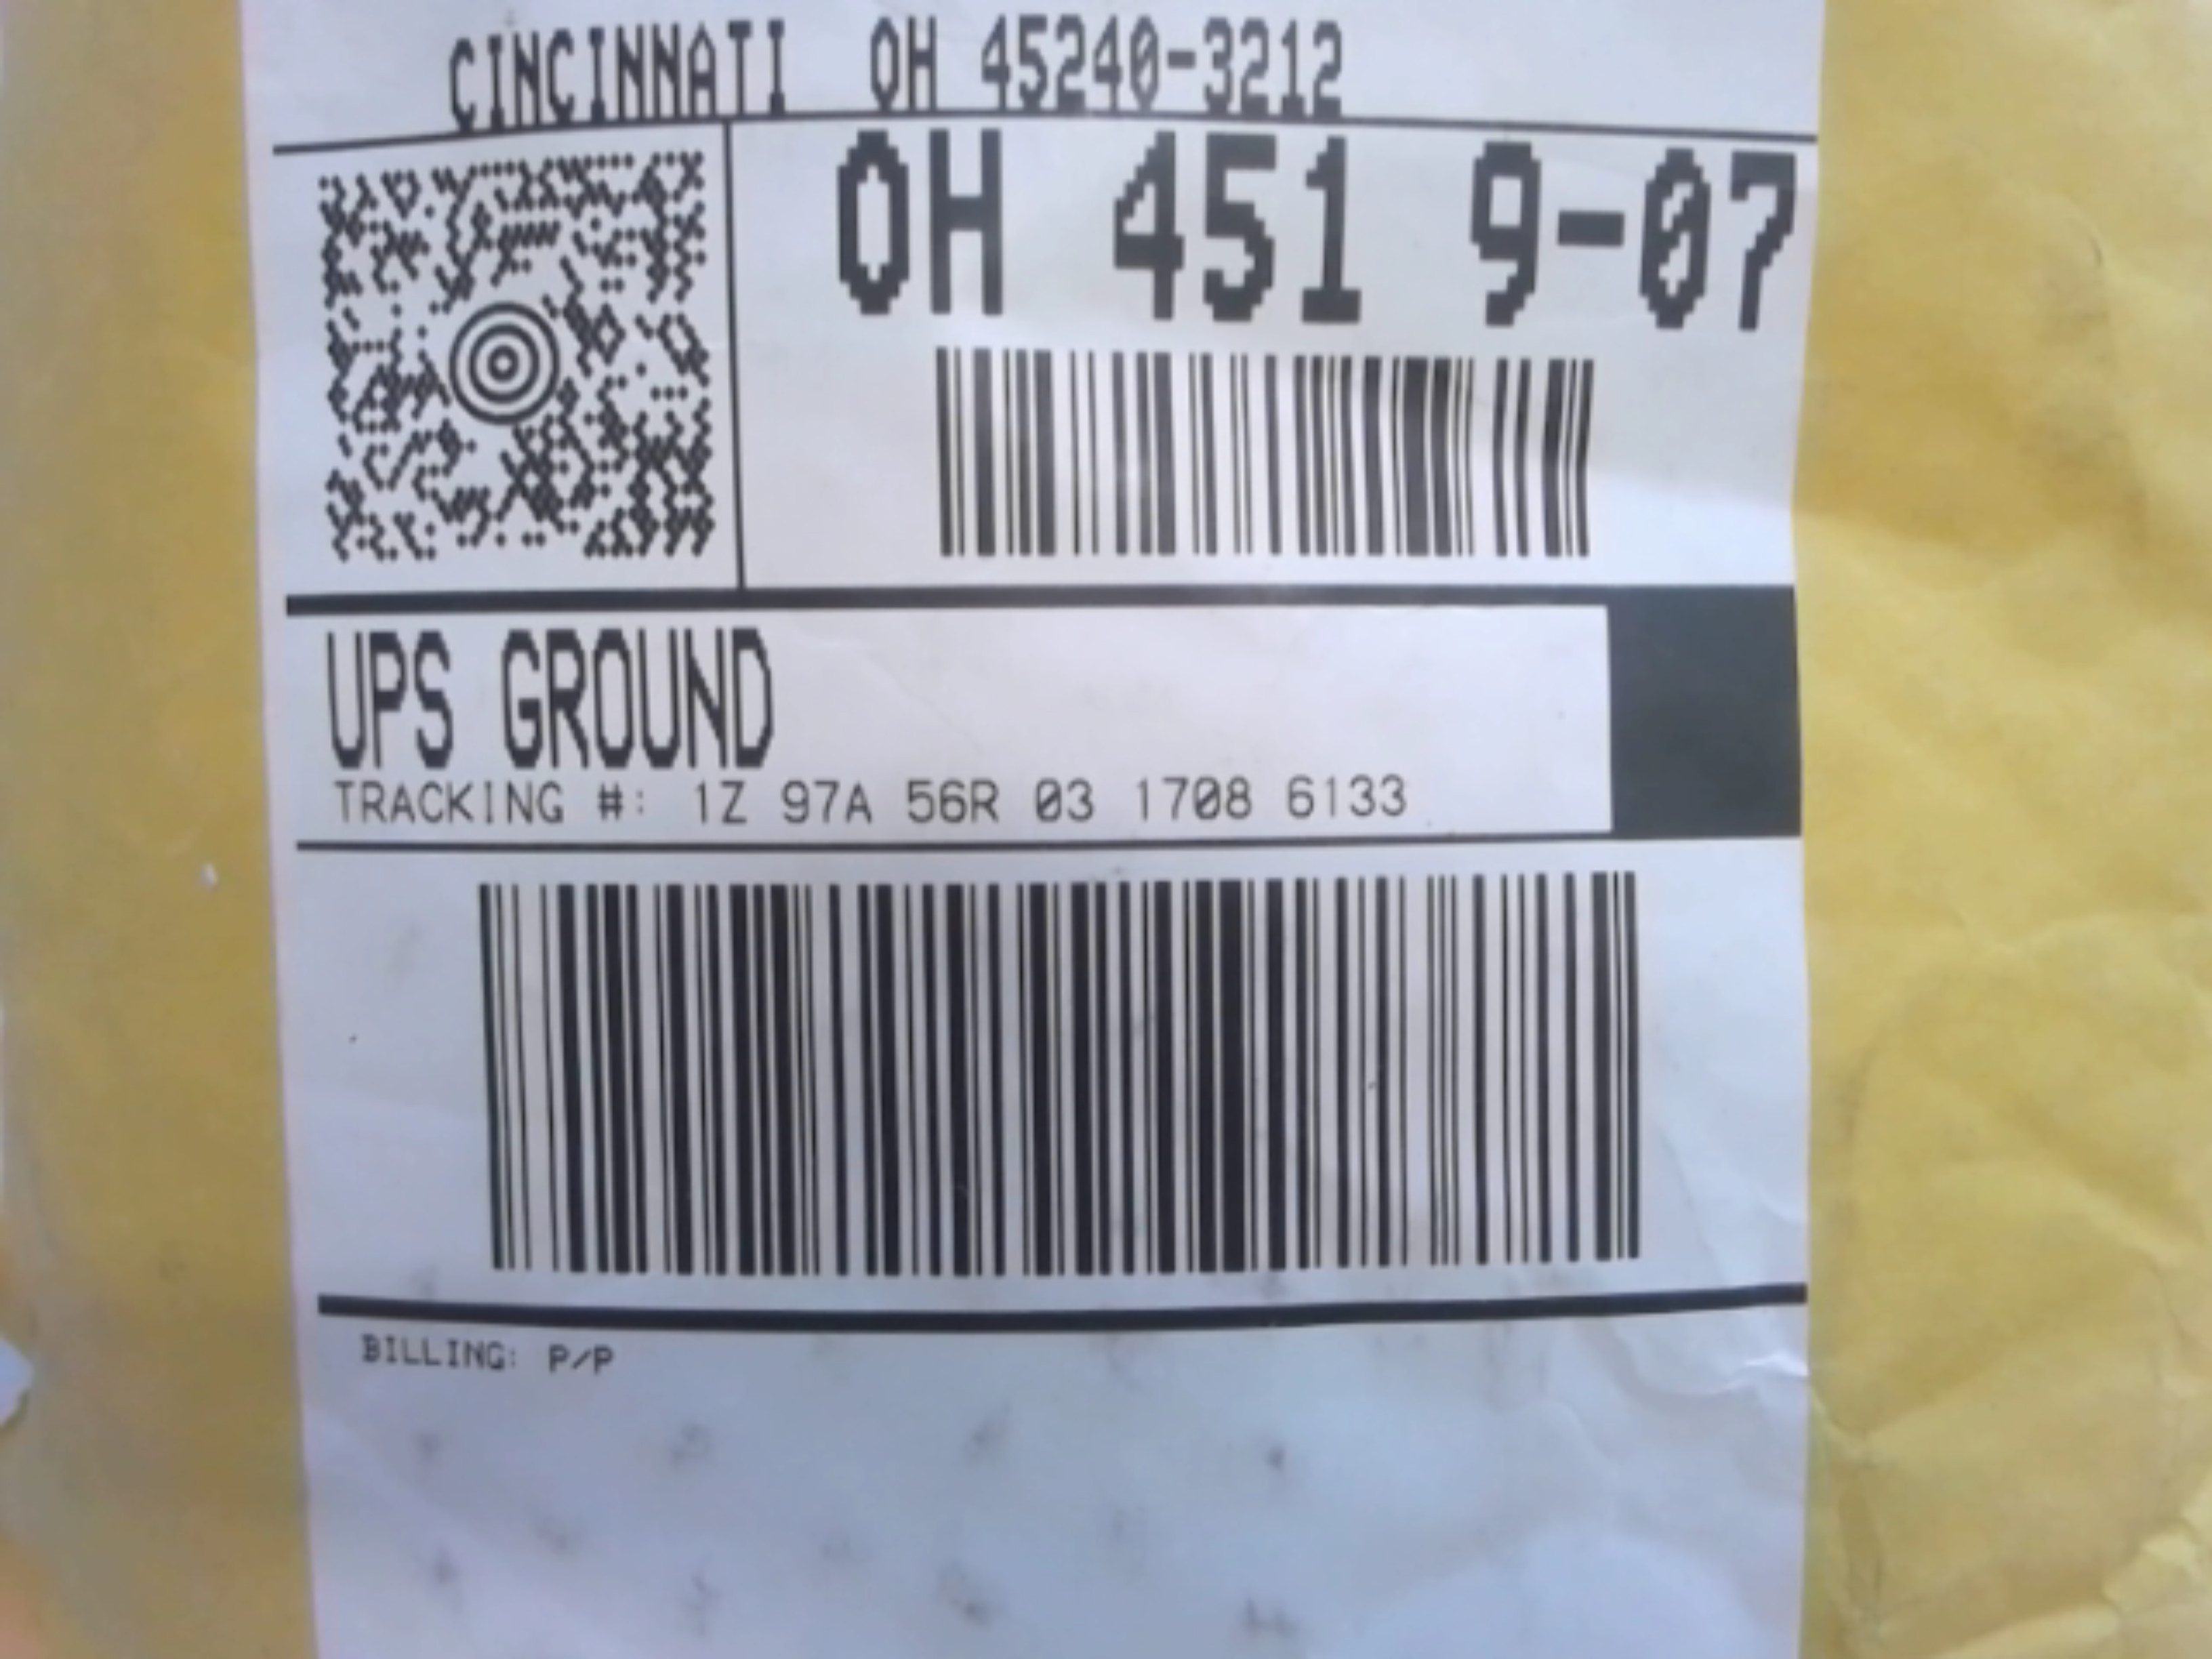 CINCINNATI OH 45240-3212
OH 451 9-07
UPS GROUND
TRACKING #: 1Z 97A 56R 03 1708 6133
BILLING: P/P